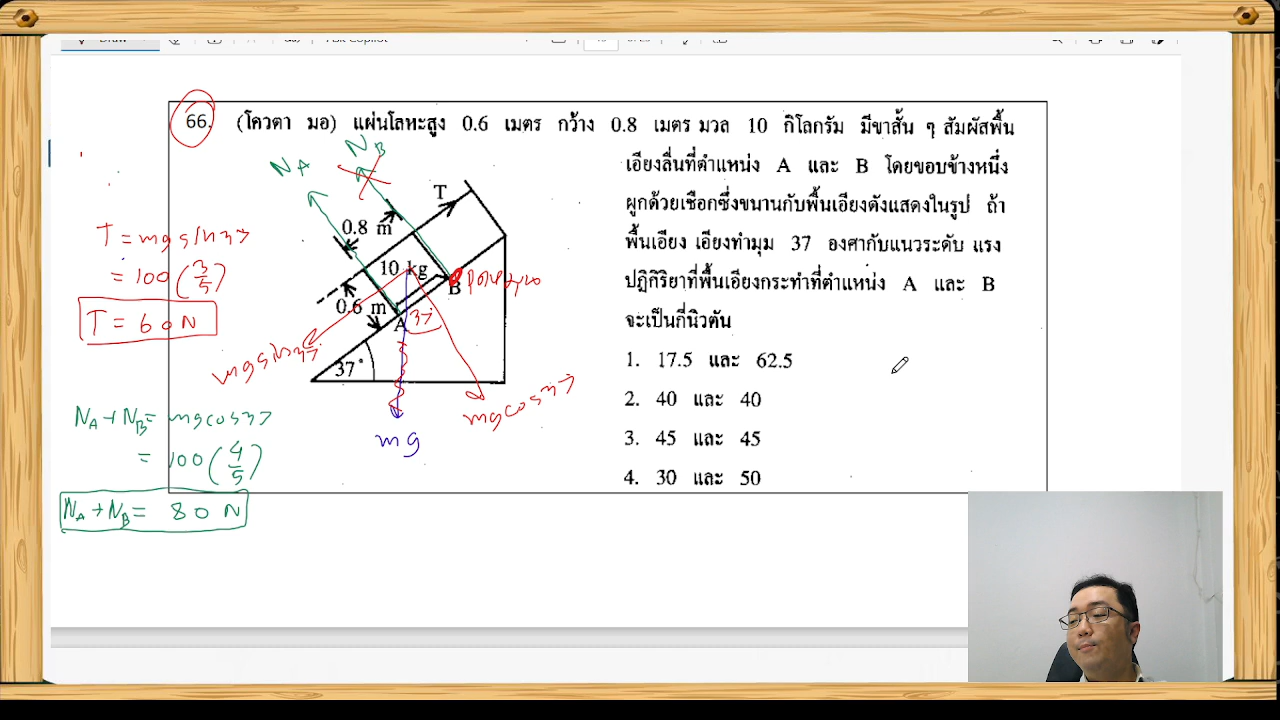 66. (โควตา มอ) แผ่นโลหะสูง 0.6 เมตร กว้าง 0.8 เมตร มวล 10 กิโลกรัม มีขาสั้น ๆ สัมผัสพื้น
เอียงลื่นที่ตำแหน่ง A และ B โดยขอบข้างหนึ่ง
ผูกด้วยเชือกซึ่งขนานกับพื้นเอียงดังแสดงในรูป ถ้า
พื้นเอียง เอียงทำมุม 37 องศากับแนวระดับ แรง
ปฏิกิริยาที่พื้นเอียงกระทำที่ตำแหน่ง A และ B
จะเป็นกี่นิวตัน
1. 17.5 และ 62.5
2. 40 และ 40
3. 45 และ 45
4. 30 และ 50
N_A
N_B
T
0.8 m
10 kg
0.6 m
A
B
37
37°
mg sin 37
mg cos 37
mg
T = mg sin 37
= 100 (3/5)
T = 60 N
N_A + N_B = mg cos 37
= 100 (4/5)
N_A + N_B = 80 N